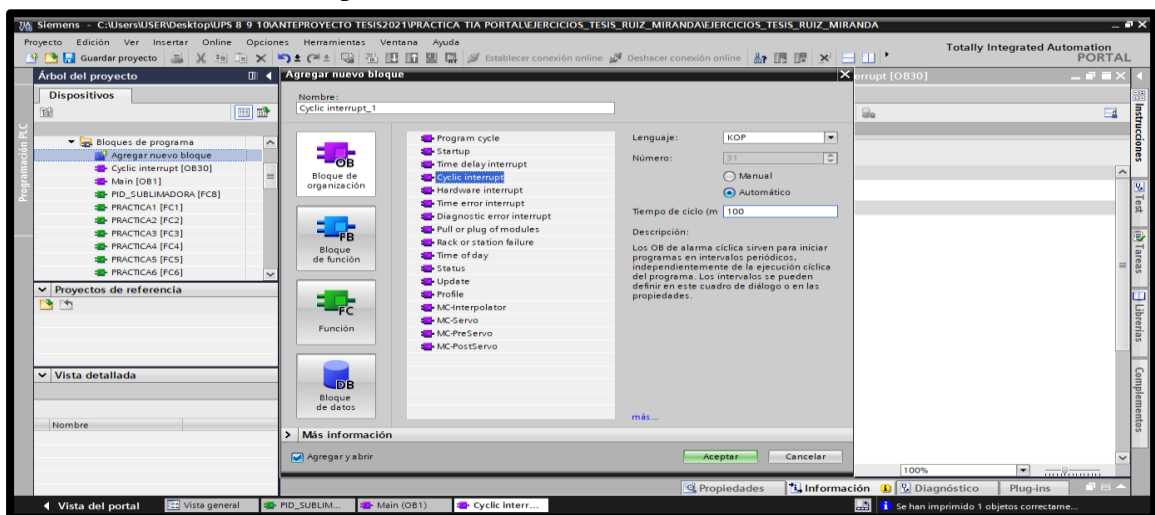 Siemens - C:\Users\USER\Desktop\UPS 8 9 10\ANTEPROYECTO TESIS2021\PRACTICA TIA PORTAL\EJERCICIOS_TESIS_RUIZ_MIRANDA\EJERCICIOS_TESIS_RUIZ_MIRANDA
Proyecto Edición Ver Insertar Online Opciones Herramientas Ventana Ayuda
Totally Integrated Automation
PORTAL
Guardar proyecto Establecer conexión online Deshacer conexión online
Programación PLC
Árbol del proyecto
Dispositivos
Bloques de programa
Agregar nuevo bloque
Cyclic interrupt [OB30]
Main [OB1]
PID_SUBLIMADORA [FC8]
PRACTICA1 [FC1]
PRACTICA2 [FC2]
PRACTICA3 [FC3]
PRACTICA4 [FC4]
PRACTICA5 [FC5]
PRACTICA6 [FC6]
Proyectos de referencia
Vista detallada
Nombre
Agregar nuevo bloque
Nombre:
Cyclic interrupt_1
OB
Bloque de
organización
FB
Bloque
de función
FC
Función
DB
Bloque
de datos
Program cycle
Startup
Time delay interrupt
Cyclic interrupt
Hardware interrupt
Time error interrupt
Diagnostic error interrupt
Pull or plug of modules
Rack or station failure
Time of day
Status
Update
Profile
MC-Interpolator
MC-Servo
MC-PreServo
MC-PostServo
Lenguaje: KOP
Número: 31
Manual
Automático
Tiempo de ciclo (m 100
Descripción:
Los OB de alarma cíclica sirven para iniciar
programas en intervalos periódicos,
independientemente de la ejecución cíclica
del programa. Los intervalos se pueden
definir en este cuadro de diálogo o en las
propiedades.
más...
Más información
Agregar y abrir
Aceptar Cancelar
errupt [OB30]
100%
Instrucciones
Test
Tareas
Librerías
Complementos
Propiedades Información Diagnóstico Plug-ins
Vista del portal Vista general PID_SUBLIM... Main (OB1) Cyclic interr... Se han imprimido 1 objetos correctame...